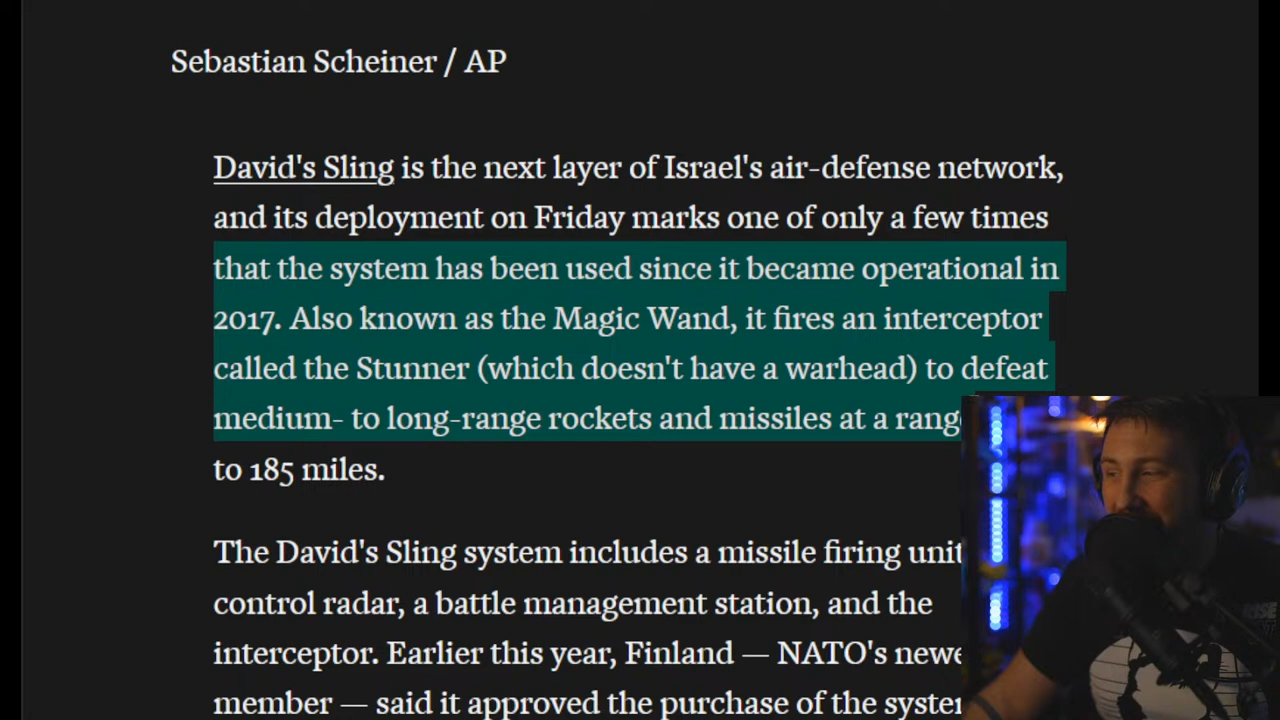 Sebastian Scheiner / AP
David's Sling is the next layer of Israel's air-defense network,
and its deployment on Friday marks one of only a few times
that the system has been used since it became operational in
2017. Also known as the Magic Wand, it fires an interceptor
called the Stunner (which doesn't have a warhead) to defeat
medium- to long-range rockets and missiles at a
to 185 miles.
The David's Sling system includes a missile firing
control radar, a battle management station, and the
interceptor. Earlier this year, Finland — NATO's
member — said it approved the purchase of the